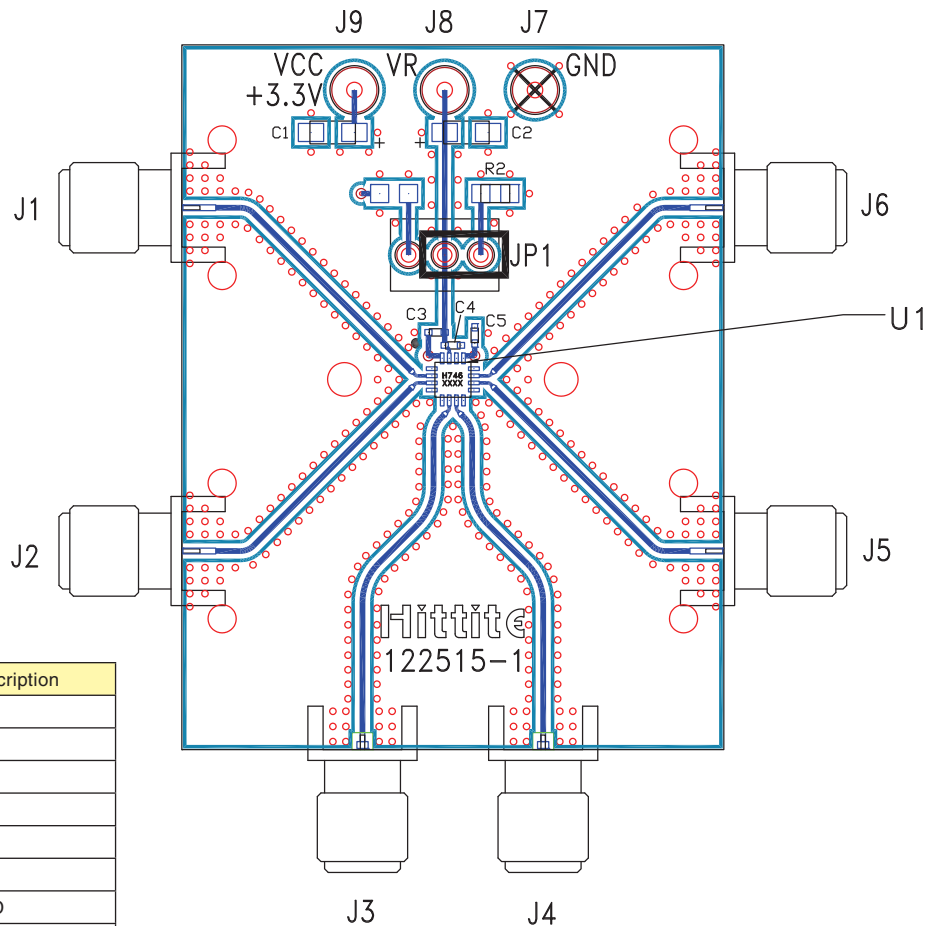 J9 J8 J7
VCC VR GND
+3.3V
C1 + + C2
R2
J1 J6
JP1
C3 C4 C5
U1
H746
XXXX
J2 J5
Hittite
122515-1
cription
J3 J4